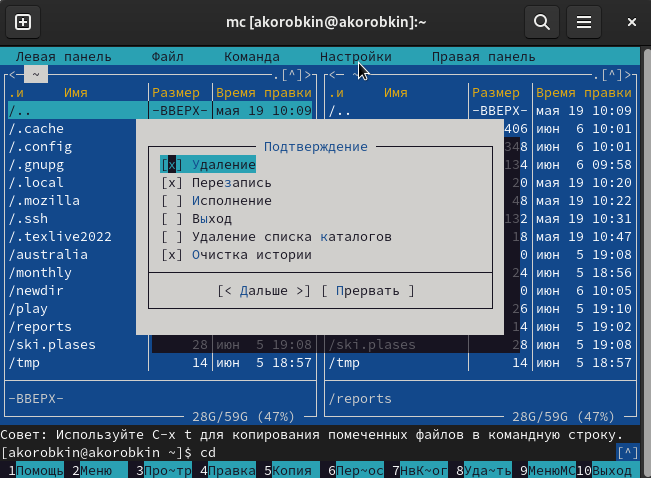 mc [akorobkin@akorobkin]:~
Левая панель Файл Команда Настройки Правая панель
<─ ~ .[^]> <─ ~ .[^]>
.и Имя Размер Время правки .и Имя Размер Время правки
/.. -ВВЕРХ- мая 19 10:09 /.. -ВВЕРХ- мая 19 10:09
/.cache 406 июн 6 10:01
/.config Подтверждение 348 июн 6 10:01
/.gnupg [x] Удаление 134 июн 6 09:58
/.local [x] Перезапись 20 мая 19 10:20
/.mozilla [ ] Исполнение 48 мая 19 10:22
/.ssh [ ] Выход 132 мая 19 10:31
/.texlive2022 [ ] Удаление списка каталогов 18 мая 19 10:47
/australia [x] Очистка истории 0 июн 5 19:08
/monthly 24 июн 5 18:56
/newdir [< Дальше >] [ Прервать ] 0 июн 6 10:05
/play 26 июн 5 19:10
/reports 14 июн 5 19:02
/ski.plases 28 июн 5 19:08 /ski.plases 28 июн 5 19:08
/tmp 14 июн 5 18:57 /tmp 14 июн 5 18:57
-ВВЕРХ- /reports
28G/59G (47%) 28G/59G (47%)
Совет: Используйте C-x t для копирования помеченных файлов в командную строку.
[akorobkin@akorobkin ~]$ cd [^]
1Помощь 2Меню 3Про~тр 4Правка 5Копия 6Пер~ос 7НвК~ог 8Уда~ть 9МенюMC 10Выход